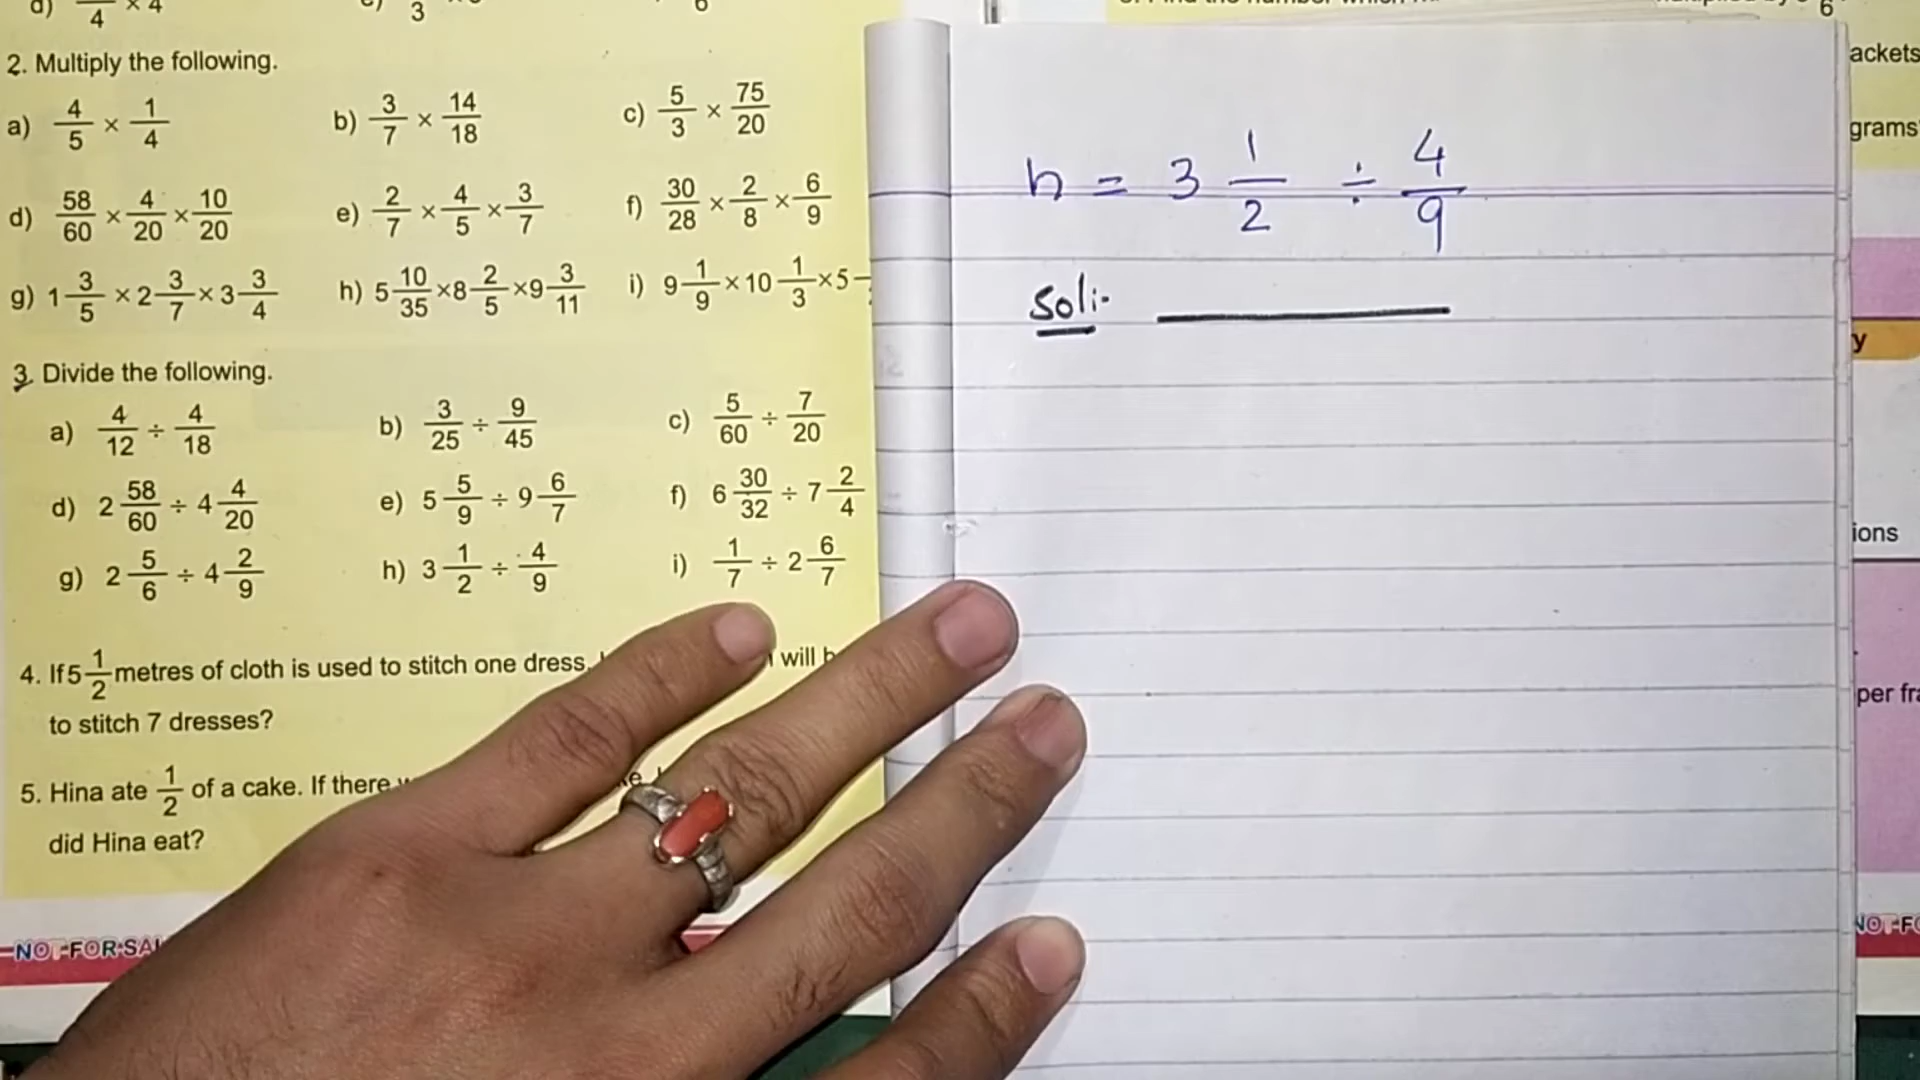 2. Multiply the following.
a) 4/5 × 1/4 b) 3/7 × 14/18 c) 5/3 × 75/20
d) 58/60 × 4/20 × 10/20 e) 2/7 × 4/5 × 3/7 f) 30/28 × 2/8 × 6/9
g) 1 3/5 × 2 3/7 × 3 3/4 h) 5 10/35 × 8 2/5 × 9 3/11 i) 9 1/9 × 10 1/3 × 5
3. Divide the following.
a) 4/12 ÷ 4/18 b) 3/25 ÷ 9/45 c) 5/60 ÷ 7/20
d) 2 58/60 ÷ 4 4/20 e) 5 5/9 ÷ 9 6/7 f) 6 30/32 ÷ 7 2/4
g) 2 5/6 ÷ 4 2/9 h) 3 1/2 ÷ 4/9 i) 1/7 ÷ 2 6/7
4. If 5 1/2 metres of cloth is used to stitch one dress, will
to stitch 7 dresses?
5. Hina ate 1/2 of a cake. If there
did Hina eat?
NOT-FOR-SAL
h = 3 1/2 ÷ 4/9
Sol:-
ackets
grams
y
ions
per fra
NOT-FO